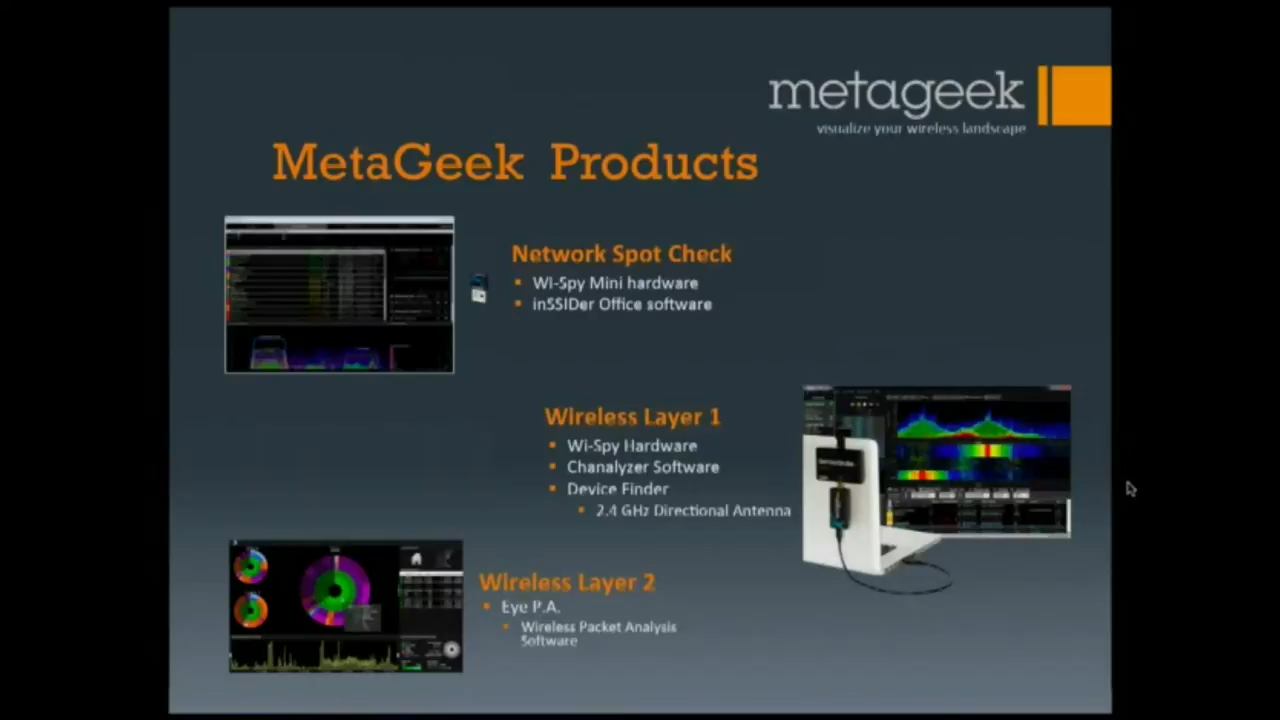 metageek
visualize your wireless landscape
MetaGeek Products
Network Spot Check
Wi-Spy Mini hardware
inSSIDer Office software
Wireless Layer 1
Wi-Spy Hardware
Chanalyzer Software
Device Finder
2.4 GHz Directional Antenna
Wireless Layer 2
Eye P.A.
Wireless Packet Analysis
Software